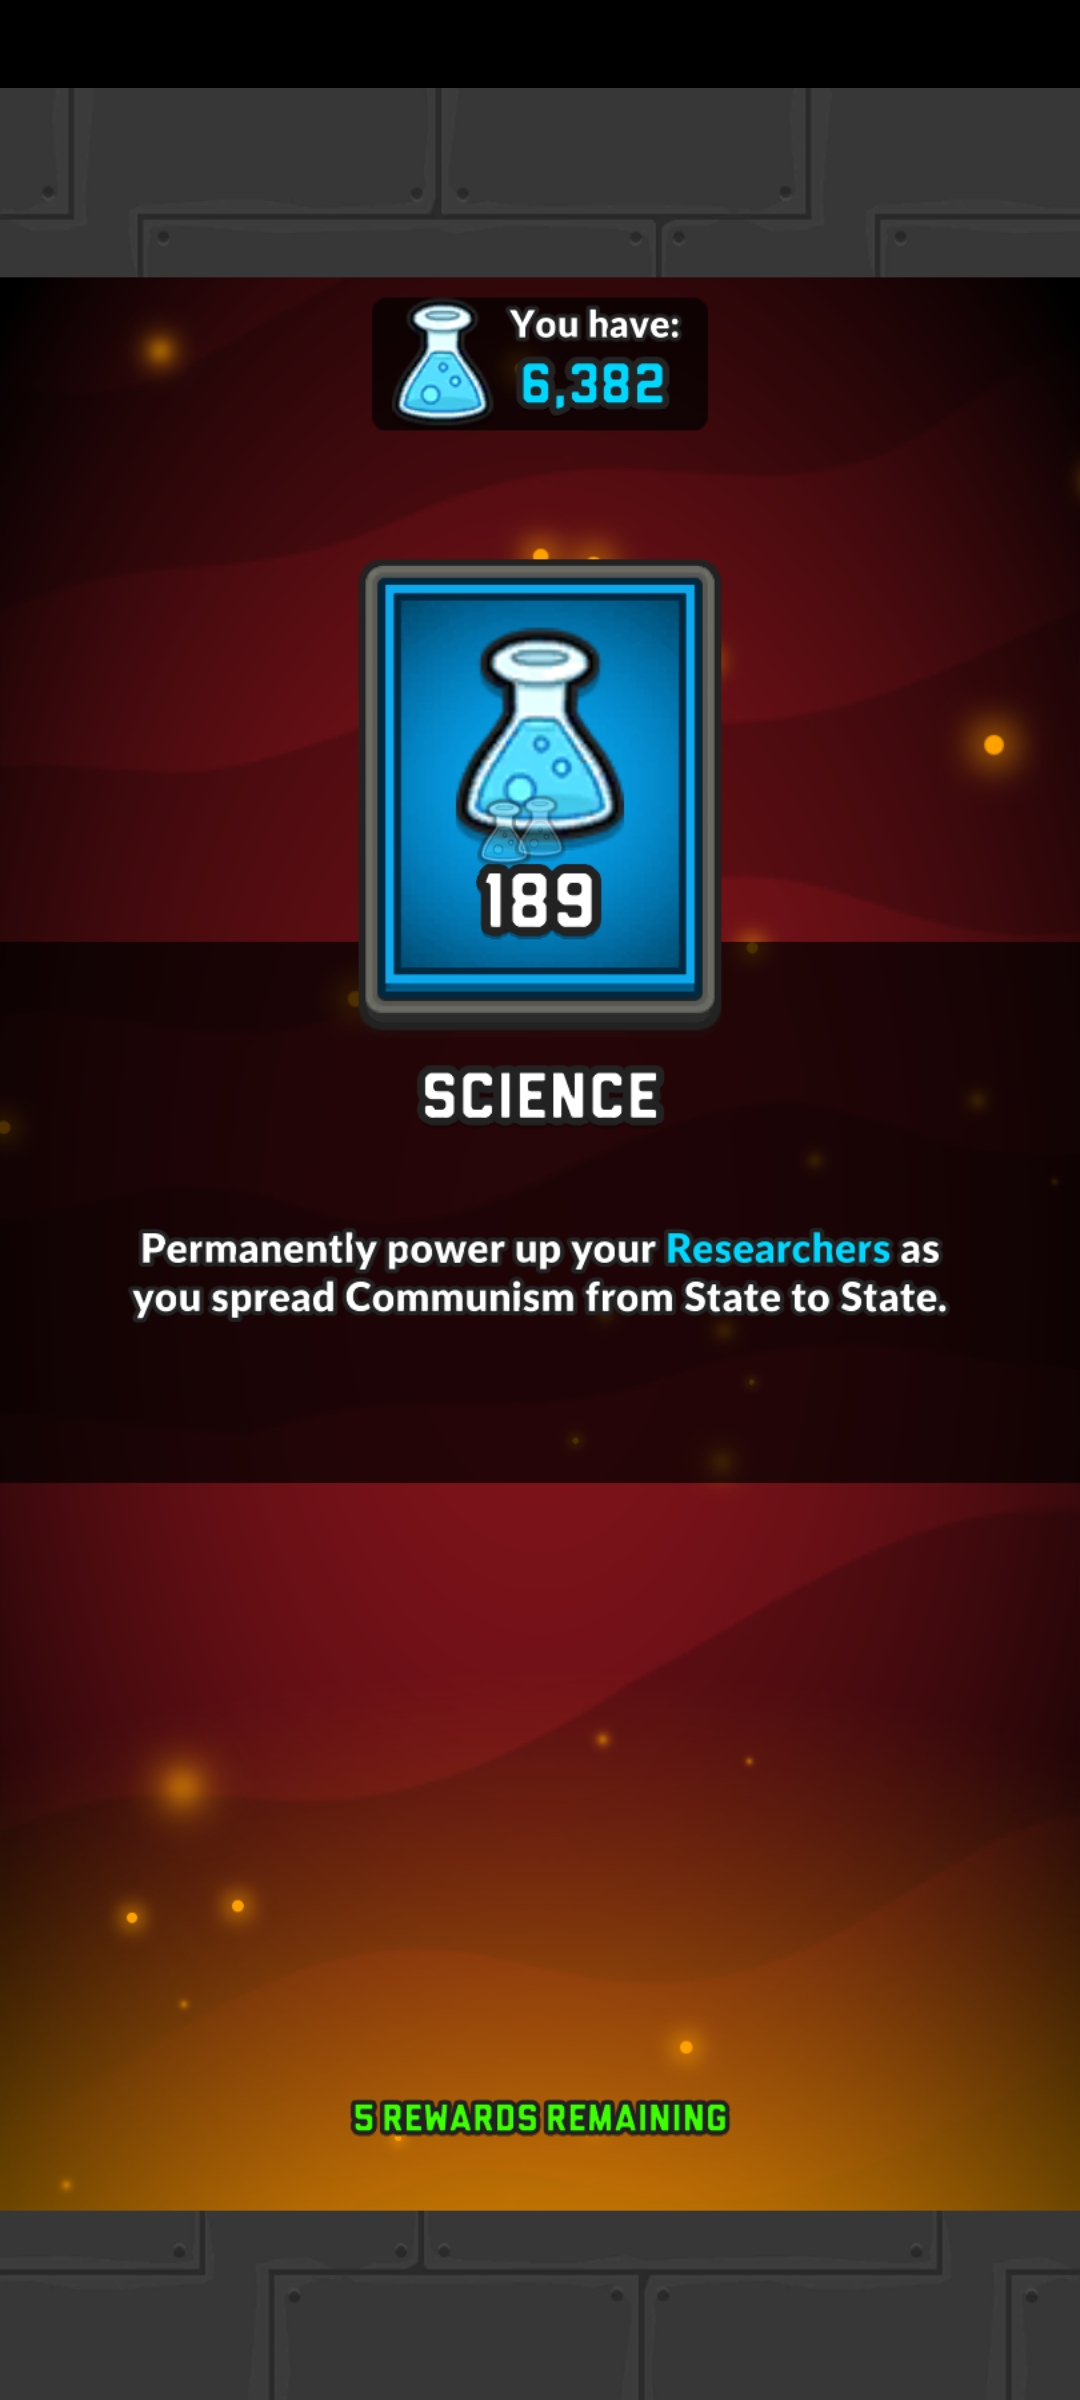 You have:
6,382
189
SCIENCE
Permanently power up your Researchers as
you spread Communism from State to State.
5 REWARDS REMAINING